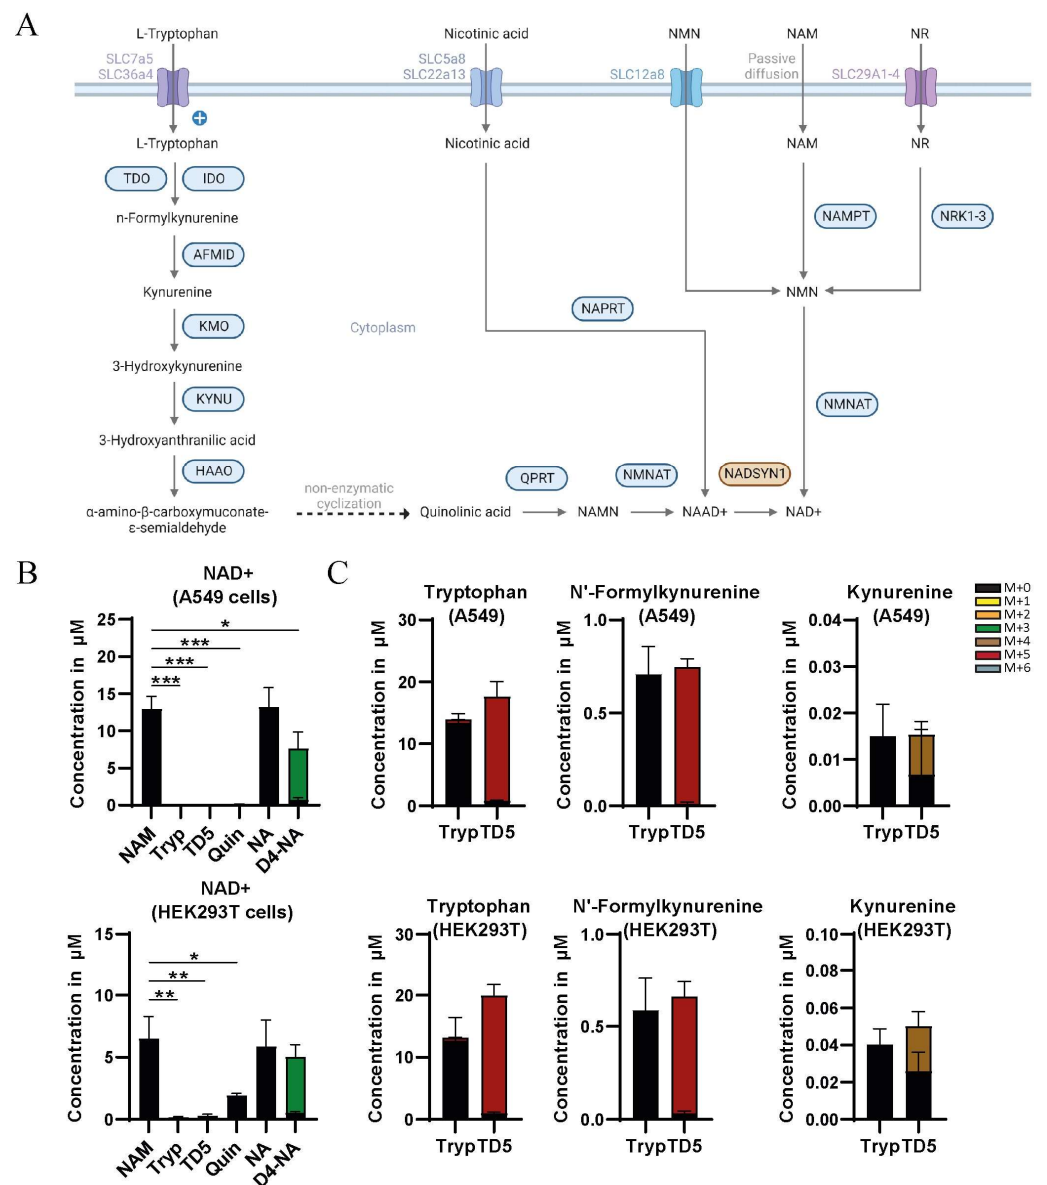 A
L-Tryptophan
Nicotinic acid
NMN
NAM
NR
SLC7a5
SLC36a4
SLC5a8
SLC22a13
SLC12a8
Passive
diffusion
SLC29A1-4
+
L-Tryptophan
Nicotinic acid
NAM
NR
TDO
IDO
n-Formylkynurenine
NAMPT
NRK1-3
AFMID
Kynurenine
NMN
NAPRT
KMO
Cytoplasm
3-Hydroxykynurenine
KYNU
NMNAT
3-Hydroxyanthranilic acid
HAAO
QPRT
NMNAT
NADSYN1
non-enzymatic
cyclization
α-amino-β-carboxymuconate-
ε-semialdehyde
Quinolinic acid
NAMN
NAAD+
NAD+
B
NAD+
(A549 cells)
Concentration in µM
25
20
15
10
5
0
*
***
***
***
NAM
Tryp
TD5
Quin
NA
D4-NA
NAD+
(HEK293T cells)
Concentration in µM
15
10
5
0
*
**
**
NAM
Tryp
TD5
Quin
NA
D4-NA
C
Tryptophan
(A549)
Concentration in µM
30
20
10
0
Tryp TD5
N'-Formylkynurenine
(A549)
Concentration in µM
1.0
0.5
0.0
Tryp TD5
Kynurenine
(A549)
Concentration in µM
0.04
0.03
0.02
0.01
0.00
Tryp TD5
M+0
M+1
M+2
M+3
M+4
M+5
M+6
Tryptophan
(HEK293T)
Concentration in µM
30
20
10
0
Tryp TD5
N'-Formylkynurenine
(HEK293T)
Concentration in µM
1.0
0.5
0.0
Tryp TD5
Kynurenine
(HEK293T)
Concentration in µM
0.10
0.08
0.06
0.04
0.02
0.00
Tryp TD5